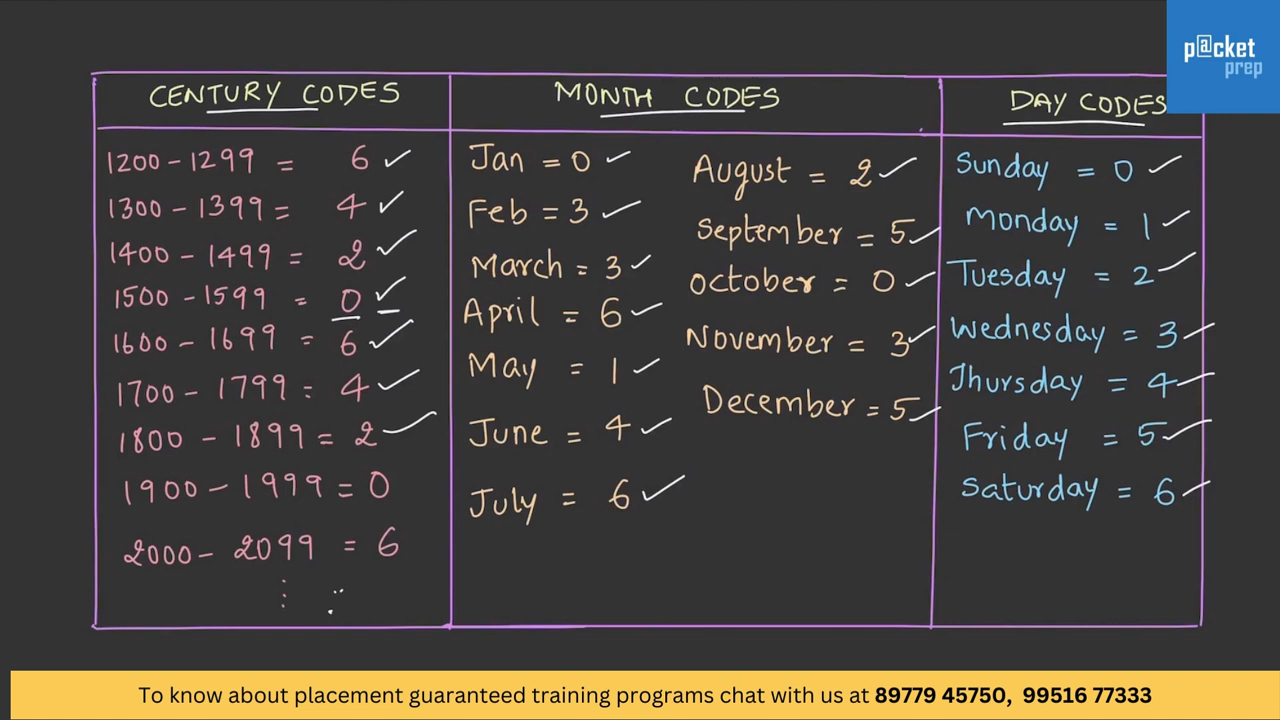 p@cket
prep
CENTURY CODES
1200 - 1299 = 6 ✓
1300 - 1399 = 4 ✓
1400 - 1499 = 2 ✓
1500 - 1599 = 0 ✓
1600 - 1699 = 6 ✓
1700 - 1799 = 4 ✓
1800 - 1899 = 2 ✓
1900 - 1999 = 0
2000 - 2099 = 6
MONTH CODES
Jan = 0 ✓
Feb = 3 ✓
March = 3 ✓
April = 6 ✓
May = 1 ✓
June = 4 ✓
July = 6 ✓
August = 2 ✓
September = 5 ✓
October = 0 ✓
November = 3 ✓
December = 5 ✓
DAY CODES
Sunday = 0 ✓
Monday = 1 ✓
Tuesday = 2 ✓
Wednesday = 3 ✓
Thursday = 4 ✓
Friday = 5 ✓
Saturday = 6 ✓
To know about placement guaranteed training programs chat with us at 89779 45750, 99516 77333